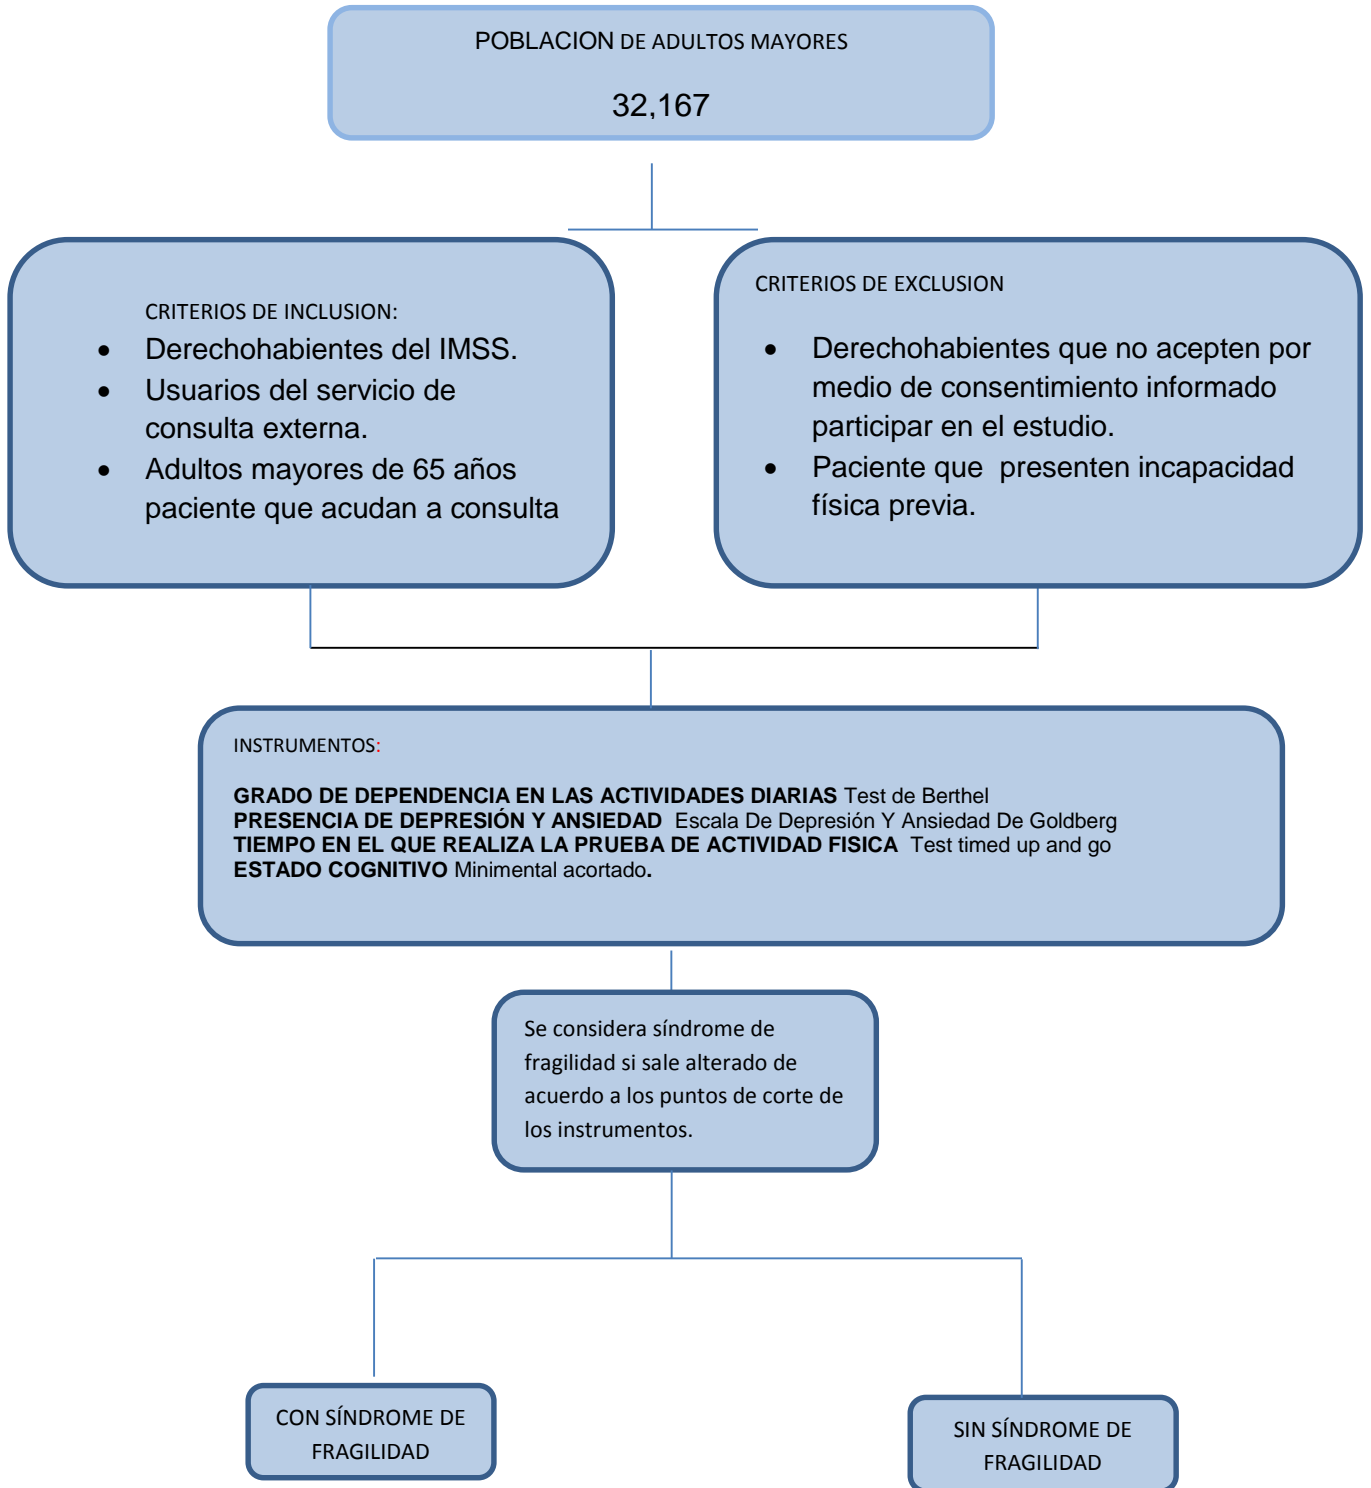 POBLACION DE ADULTOS MAYORES
32,167
CRITERIOS DE INCLUSION:
• Derechohabientes del IMSS.
• Usuarios del servicio de
consulta externa.
• Adultos mayores de 65 años
paciente que acudan a consulta
CRITERIOS DE EXCLUSION
• Derechohabientes que no acepten por
medio de consentimiento informado
participar en el estudio.
• Paciente que  presenten incapacidad
física previa.
INSTRUMENTOS:
GRADO DE DEPENDENCIA EN LAS ACTIVIDADES DIARIAS Test de Berthel
PRESENCIA DE DEPRESIÓN Y ANSIEDAD  Escala De Depresión Y Ansiedad De Goldberg
TIEMPO EN EL QUE REALIZA LA PRUEBA DE ACTIVIDAD FISICA  Test timed up and go
ESTADO COGNITIVO Minimental acortado.
Se considera síndrome de
fragilidad si sale alterado de
acuerdo a los puntos de corte de
los instrumentos.
CON SÍNDROME DE
FRAGILIDAD
SIN SÍNDROME DE
FRAGILIDAD